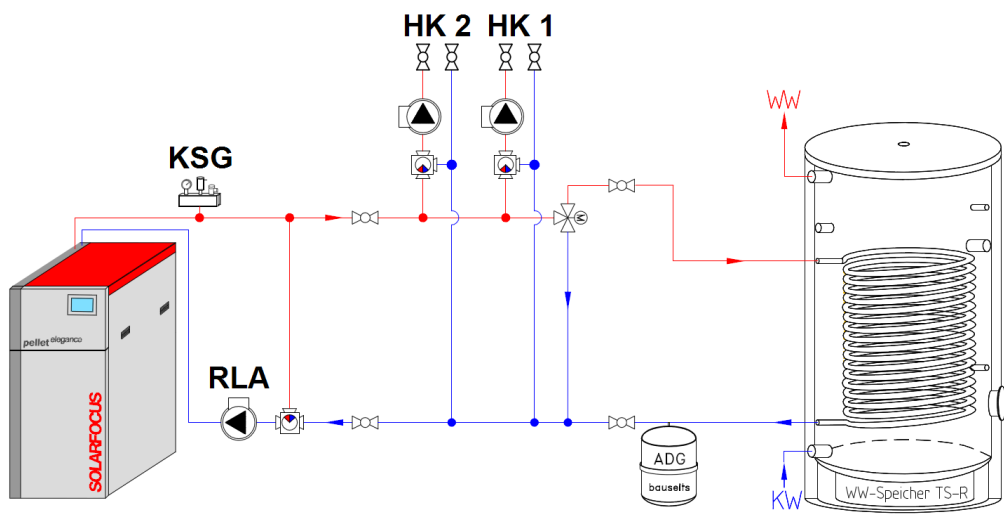 HK 2 HK 1
WW
KSG
M
pellet elegance
RLA
SOLARFOCUS
ADG
bauseits
KW
WW-Speicher TS-R